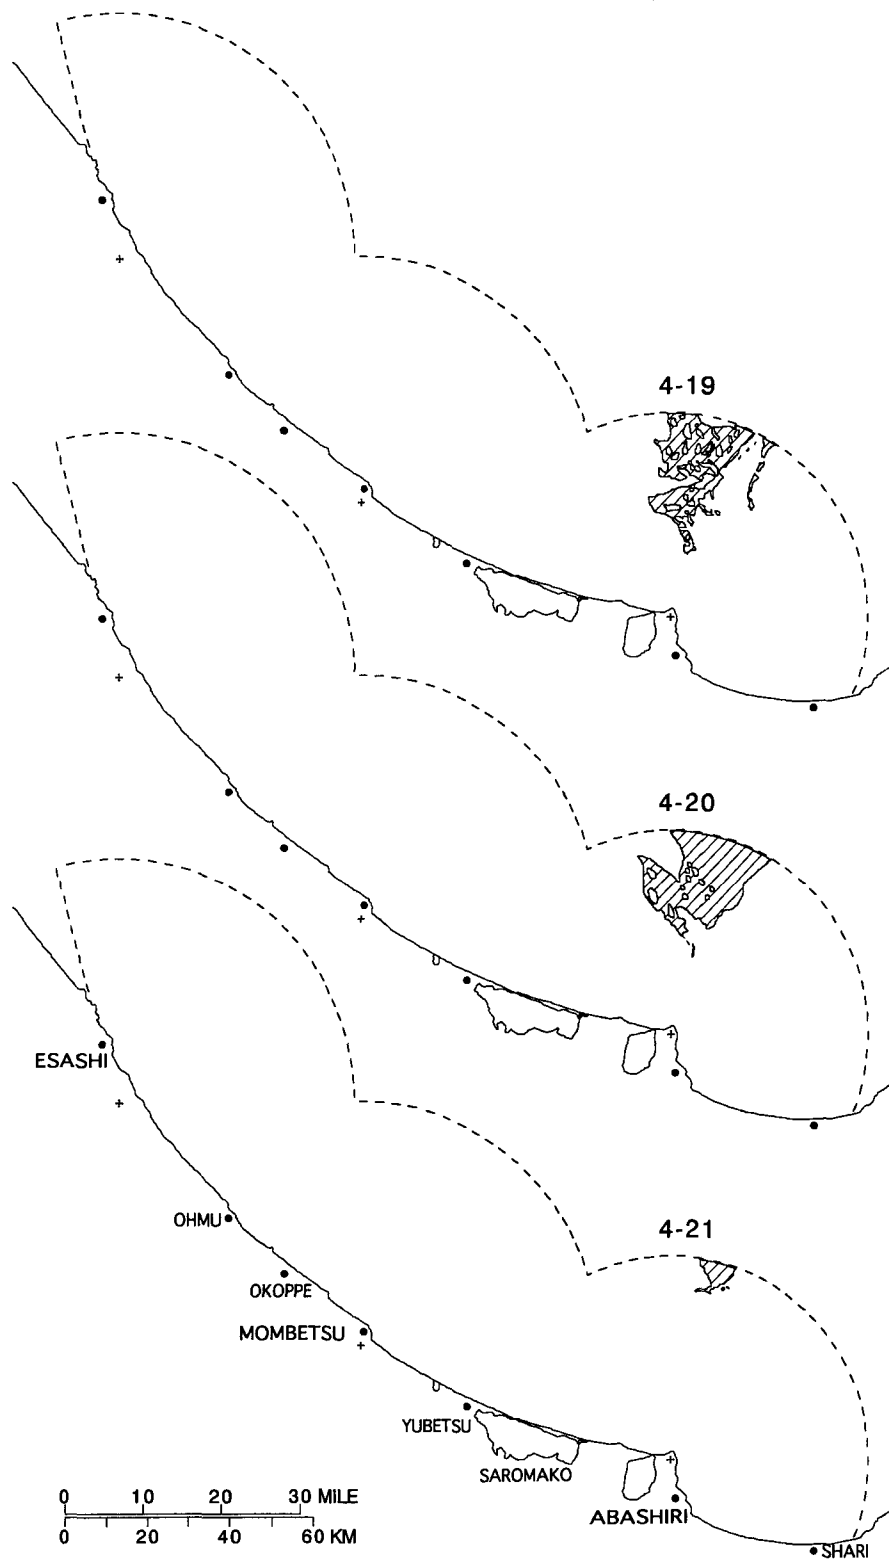 4-19
4-20
ESASHI
OHMU
4-21
OKOPPE
MOMBETSU
YUBETSU
SAROMAKO
0 10 20 30 MILE
ABASHIRI
0 20 40 60 KM
SHARI